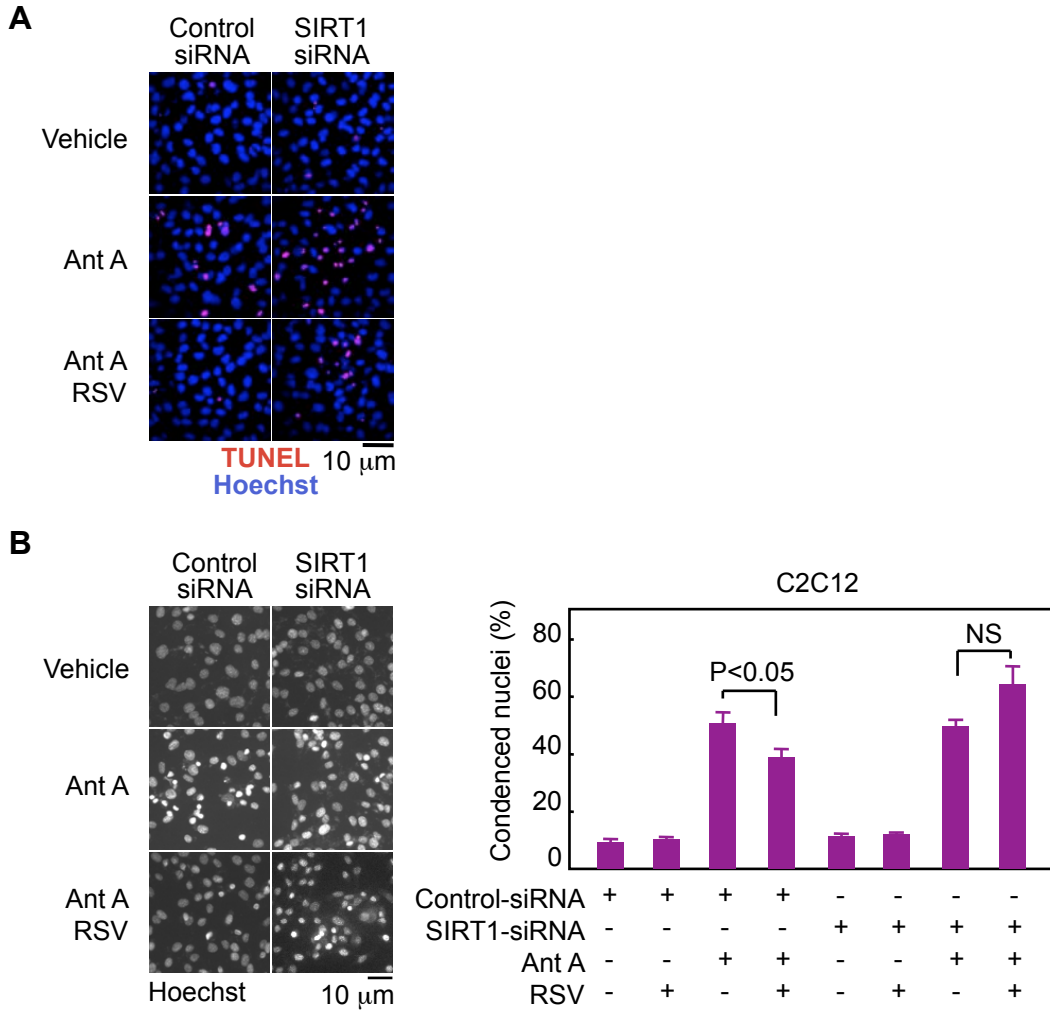 A
Control
siRNA
SIRT1
siRNA
Vehicle
Ant A
Ant A
RSV
TUNEL
Hoechst
10 μm
B
Control
siRNA
SIRT1
siRNA
Vehicle
Ant A
Ant A
RSV
Hoechst
10 μm
C2C12
Condenced nuclei (%)
80
60
40
20
0
P<0.05
NS
Control-siRNA + + + + - - - -
SIRT1-siRNA - - - - + + + +
Ant A - - + + - - + +
RSV - + - + - + - +